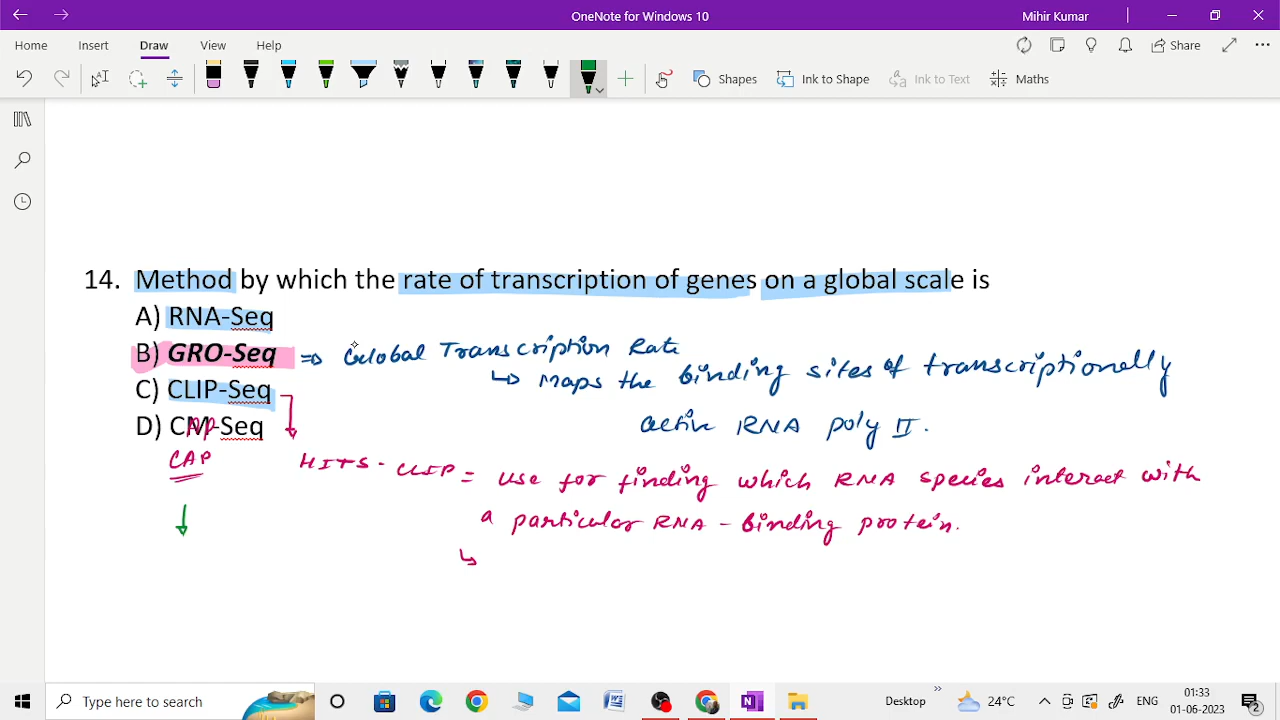 OneNote for Windows 10
Mihir Kumar
Home Insert Draw View Help
Share
Shapes Ink to Shape Ink to Text Maths
14. Method by which the rate of transcription of genes on a global scale is
A) RNA-Seq
B) GRO-Seq ⇒ Global Transcription Rate
↳ Maps the binding sites of transcriptionally
C) CLIP-Seq
active RNA poly II.
D) CM-Seq
CAP
HITS-CLIP = use for finding which RNA species interact with
a particular RNA-binding protein.
↳
Type here to search
Desktop
24°C
ENG
01:33
01-06-2023
2